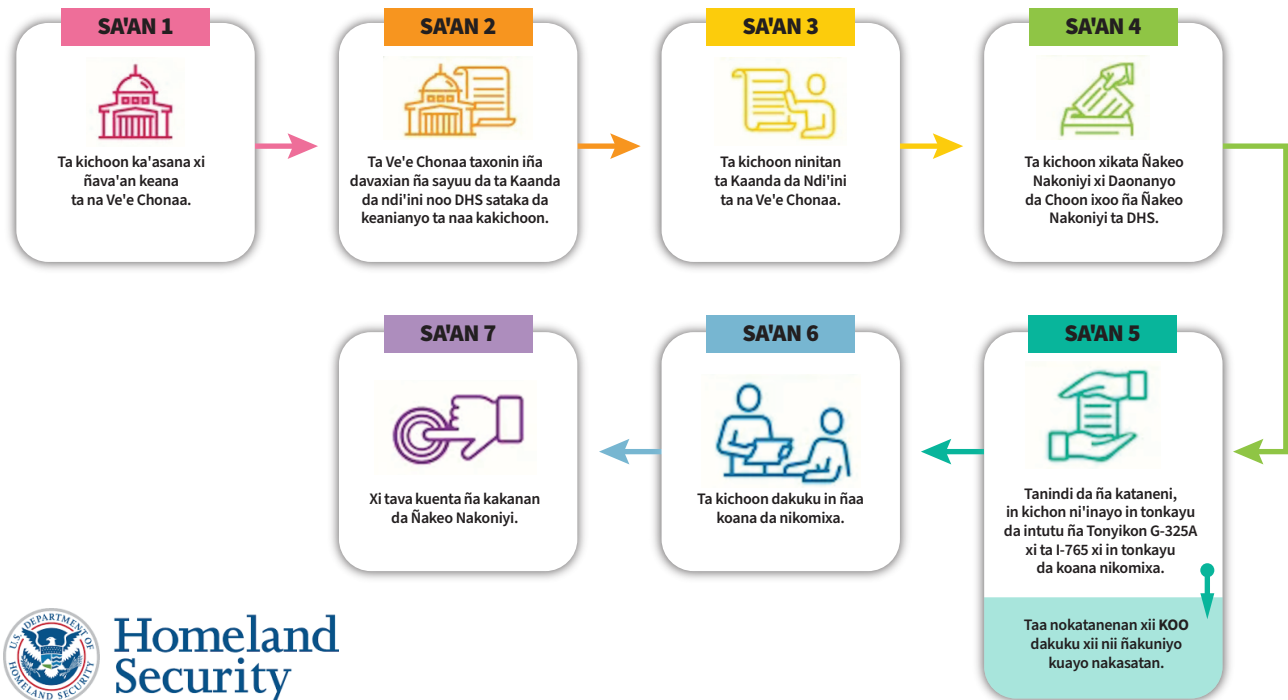 SA'AN 1
Ta kichoon ka'asana xi
ñava'an keana
ta na Ve'e Chonaa.
SA'AN 2
Ta Ve'e Chonaa taxonin iña
davaxian ña sayuu da ta Kaanda
da ndi'ini noo DHS sataka da
keanianyo ta naa kakichoon.
SA'AN 3
Ta kichoon ninitan
ta Kaanda da Ndi'ini
ta na Ve'e Chonaa.
SA'AN 4
Ta kichoon xikata Ñakeo
Nakoniyi xi Daonanyo
da Choon ixoo ña Ñakeo
Nakoniyi ta DHS.
SA'AN 5
Tanindi da ña kataneni,
in kichon ni'inayo in tonkayu
da intutu ña Tonyikon G-325A
xi ta I-765 xi in tonkayu
da koana nikomixa.
Taa nokatanenan xii KOO
dakuku xii nii ñakuniyo
kuayo nakasatan.
SA'AN 6
Ta kichoon dakuku in ñaa
koana da nikomixa.
SA'AN 7
Xi tava kuenta ña kakanan
da Ñakeo Nakoniyi.
U.S. DEPARTMENT OF
HOMELAND SECURITY
Homeland
Security